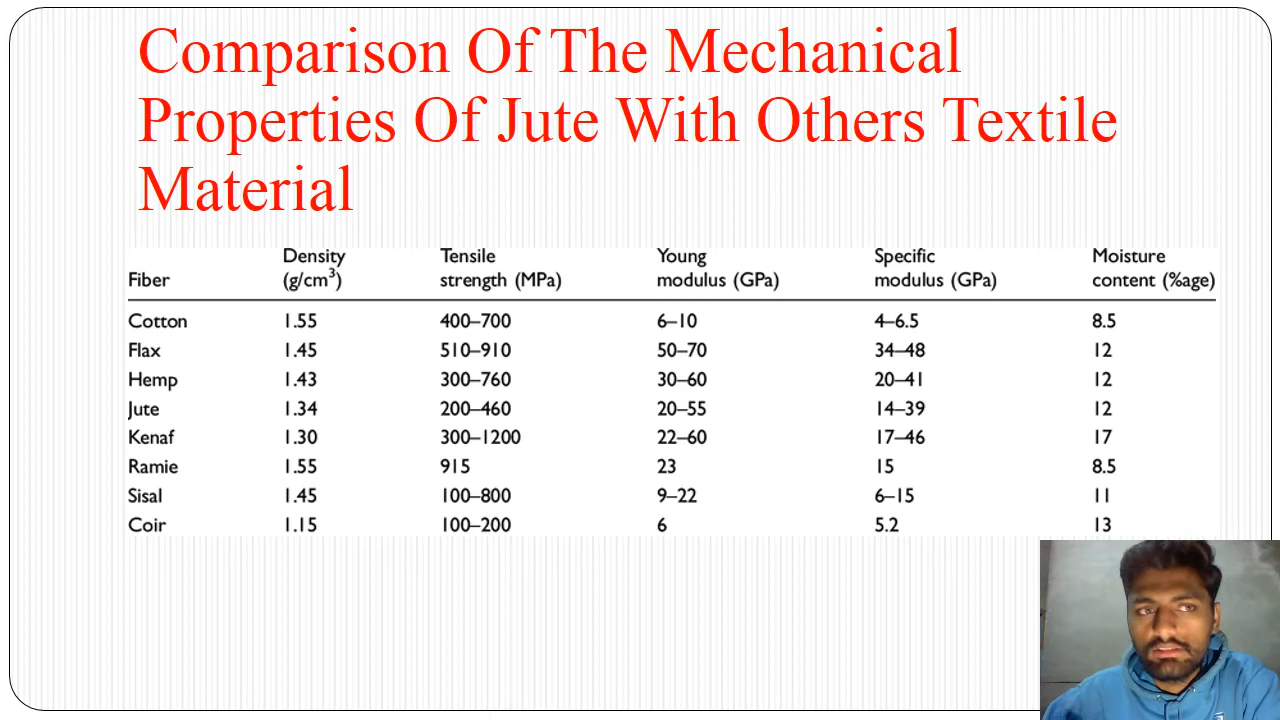 Comparison Of The Mechanical
Properties Of Jute With Others Textile
Material
Fiber Density (g/cm³) Tensile strength (MPa) Young modulus (GPa) Specific modulus (GPa) Moisture content (%age)
Cotton 1.55 400–700 6–10 4–6.5 8.5
Flax 1.45 510–910 50–70 34–48 12
Hemp 1.43 300–760 30–60 20–41 12
Jute 1.34 200–460 20–55 14–39 12
Kenaf 1.30 300–1200 22–60 17–46 17
Ramie 1.55 915 23 15 8.5
Sisal 1.45 100–800 9–22 6–15 11
Coir 1.15 100–200 6 5.2 13